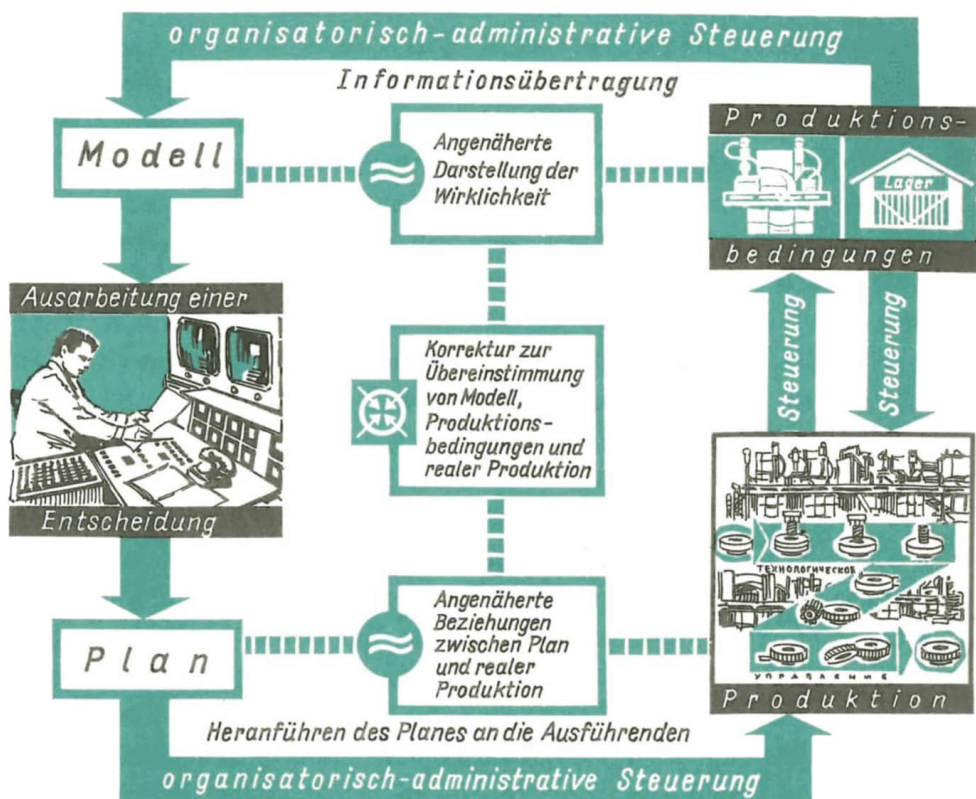 organisatorisch-administrative Steuerung
Informationsübertragung
Modell
Angenäherte
Darstellung der
Wirklichkeit
Produktions-
Lager
bedingungen
Ausarbeitung einer
Entscheidung
Korrektur zur
Übereinstimmung
von Modell,
Produktions-
bedingungen und
realer Produktion
Steuerung
Steuerung
ТЕХНОЛОГИЧЕСКОЕ
УПРАВЛЕНИЕ
Produktion
Plan
Angenäherte
Beziehungen
zwischen Plan
und realer
Produktion
Heranführen des Planes an die Ausführenden
organisatorisch-administrative Steuerung